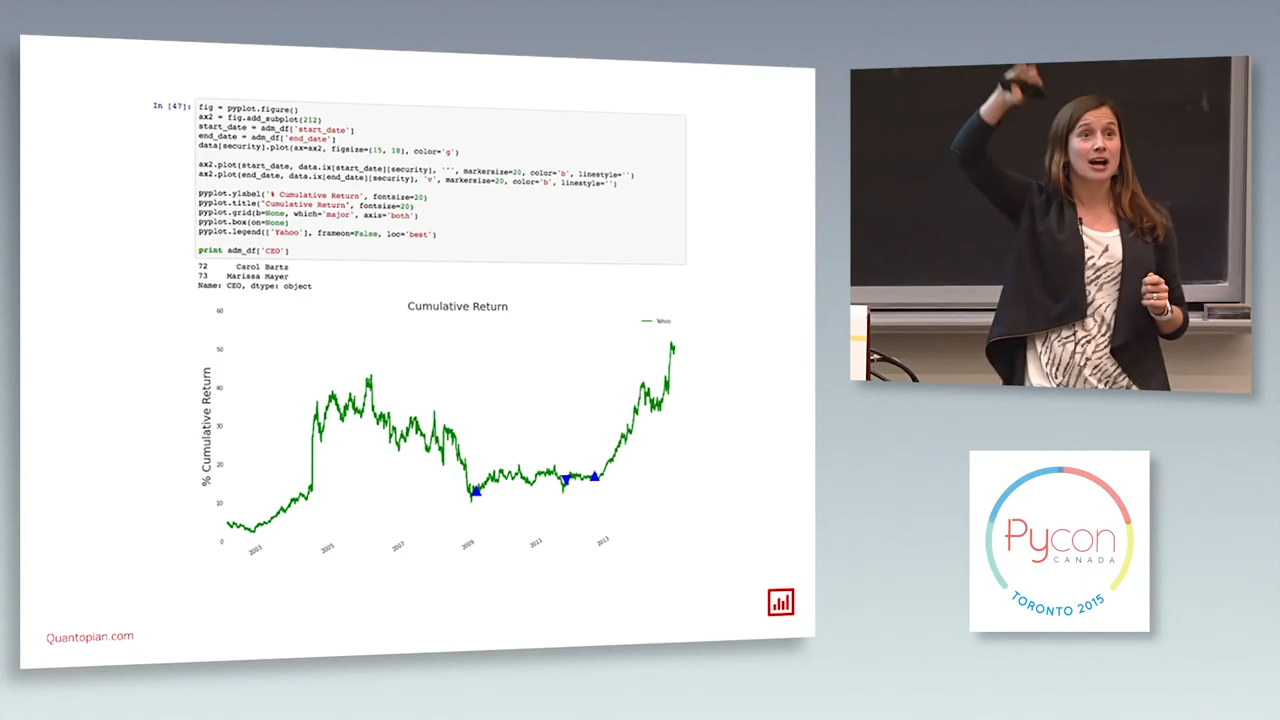 In [47]:
fig = pyplot.figure()
ax2 = fig.add_subplot(212)
start_date = adm_df['start_date']
end_date = adm_df['end_date']
data[security].plot(ax=ax2, figsize=(15, 18), color='g')
ax2.plot(start_date, data.ix[start_date][security], '^', markersize=20, color='b', linestyle='')
ax2.plot(end_date, data.ix[end_date][security], 'v', markersize=20, color='b', linestyle='')
pyplot.ylabel('% Cumulative Return', fontsize=20)
pyplot.title("Cumulative Return", fontsize=20)
pyplot.grid(b=None, which='major', axis='both')
pyplot.box(on=None)
pyplot.legend(['Yahoo'], frameon=False, loc='best')
print adm_df['CEO']
72 Carol Bartz
73 Marissa Mayer
Name: CEO, dtype: object
Cumulative Return
Yahoo
% Cumulative Return
60
50
40
30
20
10
0
2003
2005
2007
2009
2011
2013
Quantopian.com
Pycon
CANADA
TORONTO 2015